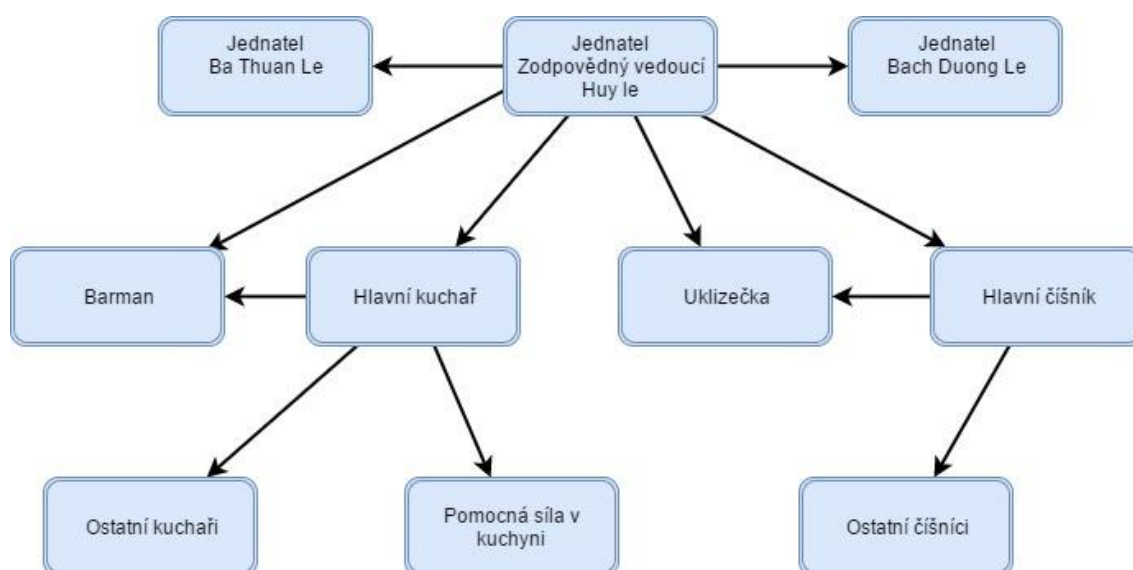 Jednatel
Ba Thuan Le
Jednatel
Zodpovědný vedoucí
Huy le
Jednatel
Bach Duong Le
Barman
Hlavní kuchař
Uklizečka
Hlavní číšník
Ostatní kuchaři
Pomocná síla v
kuchyni
Ostatní číšníci